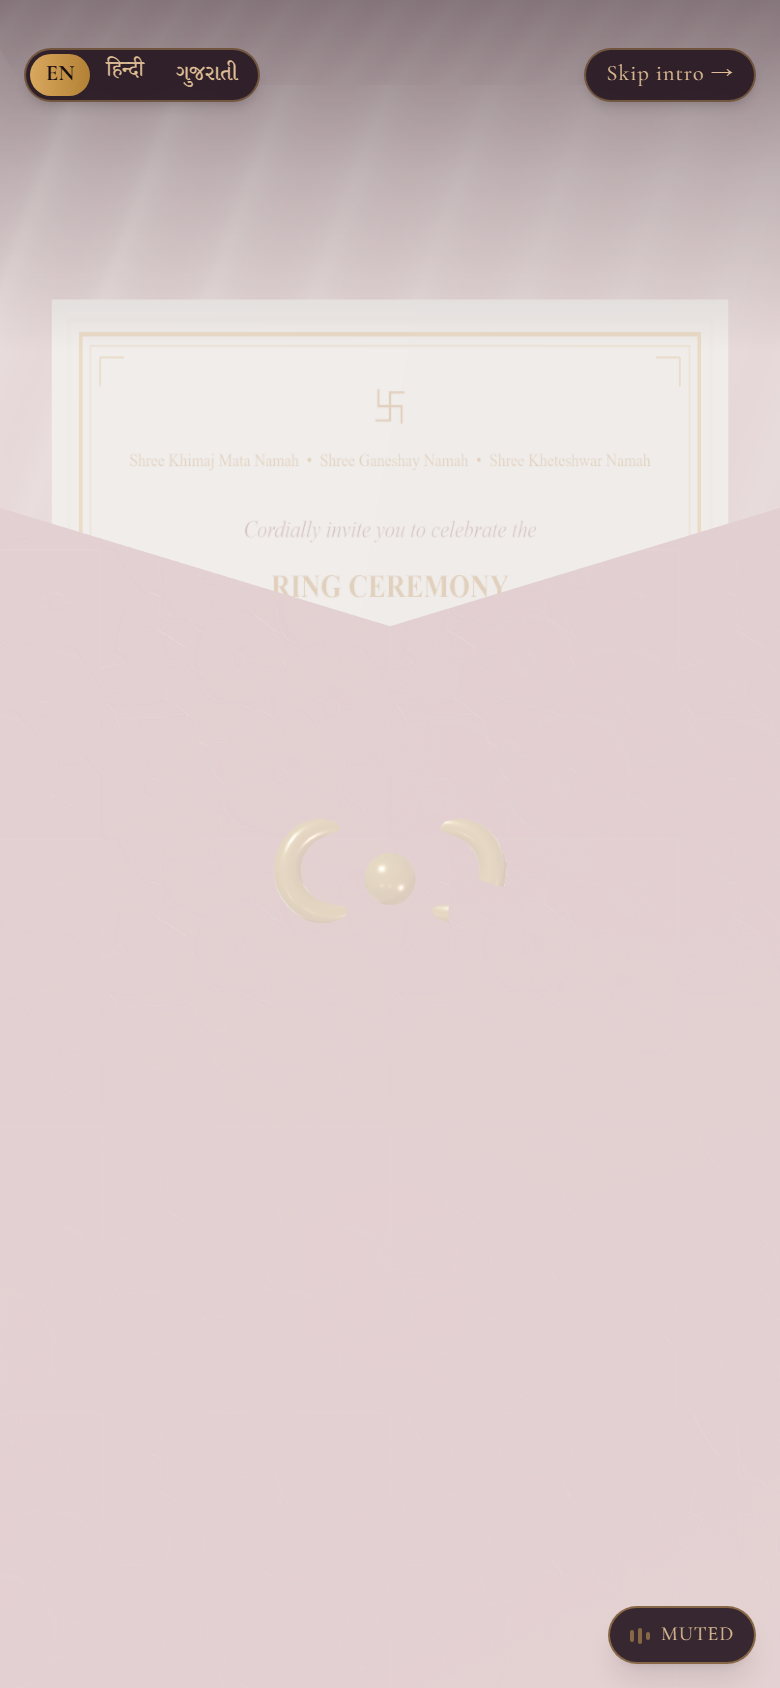 EN हिन्दी ગુજરાતી
Skip intro →
卐
Shree Khimaj Mata Namah • Shree Ganeshay Namah • Shree Kheteshwar Namah
Cordially invite you to celebrate the
RING CEREMONY
MUTED